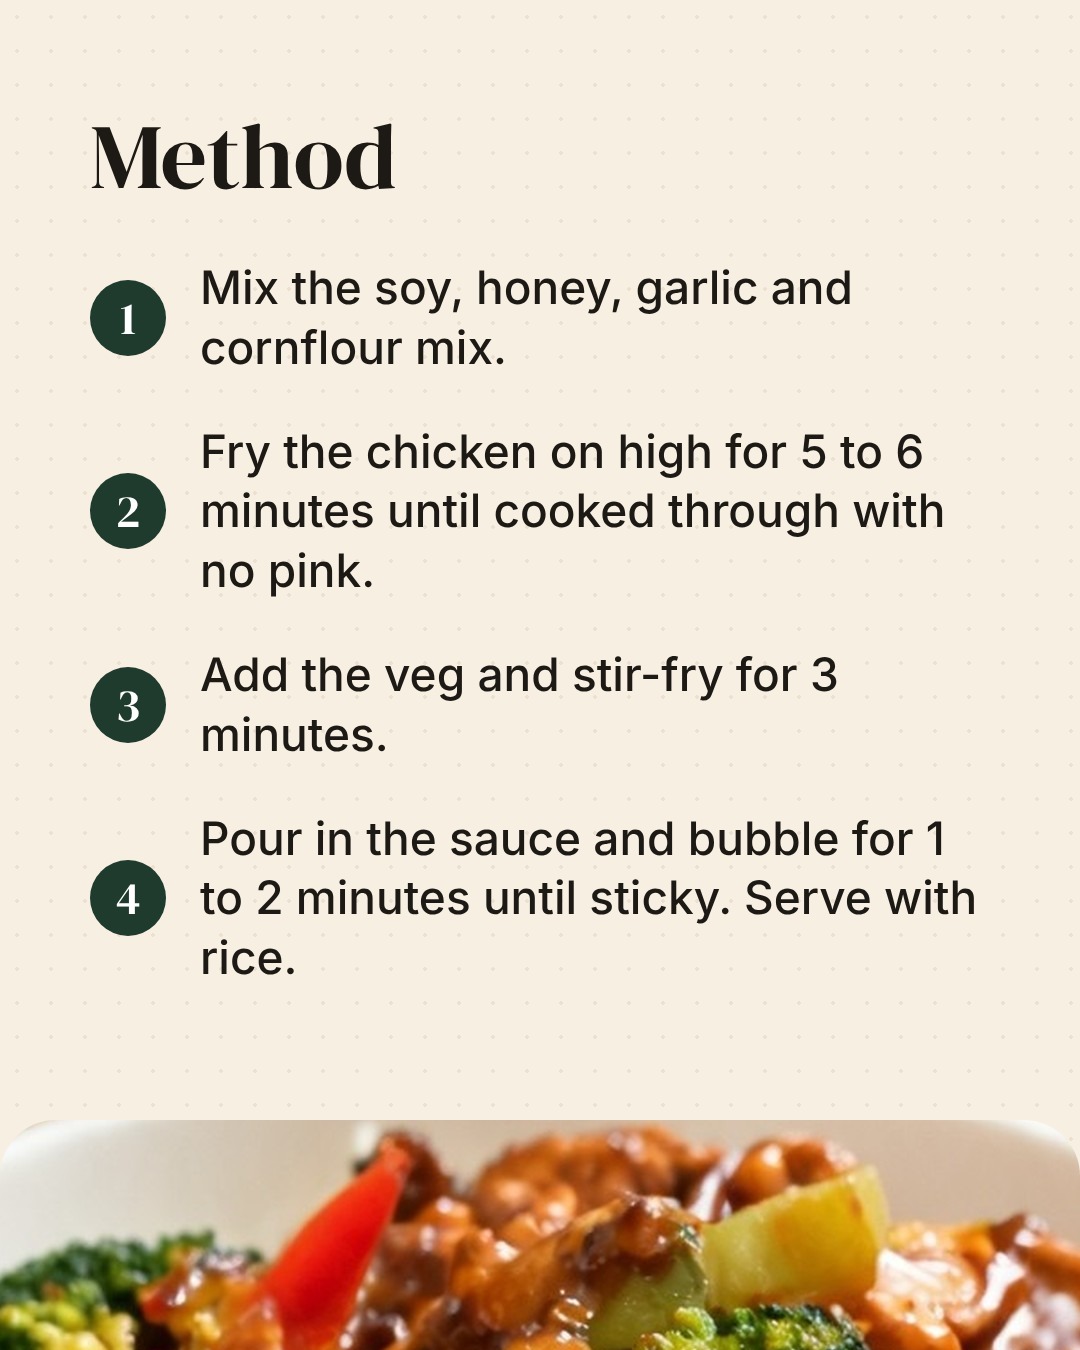 Method
1
Mix the soy, honey, garlic and
cornflour mix.
2
Fry the chicken on high for 5 to 6
minutes until cooked through with
no pink.
3
Add the veg and stir-fry for 3
minutes.
4
Pour in the sauce and bubble for 1
to 2 minutes until sticky. Serve with
rice.